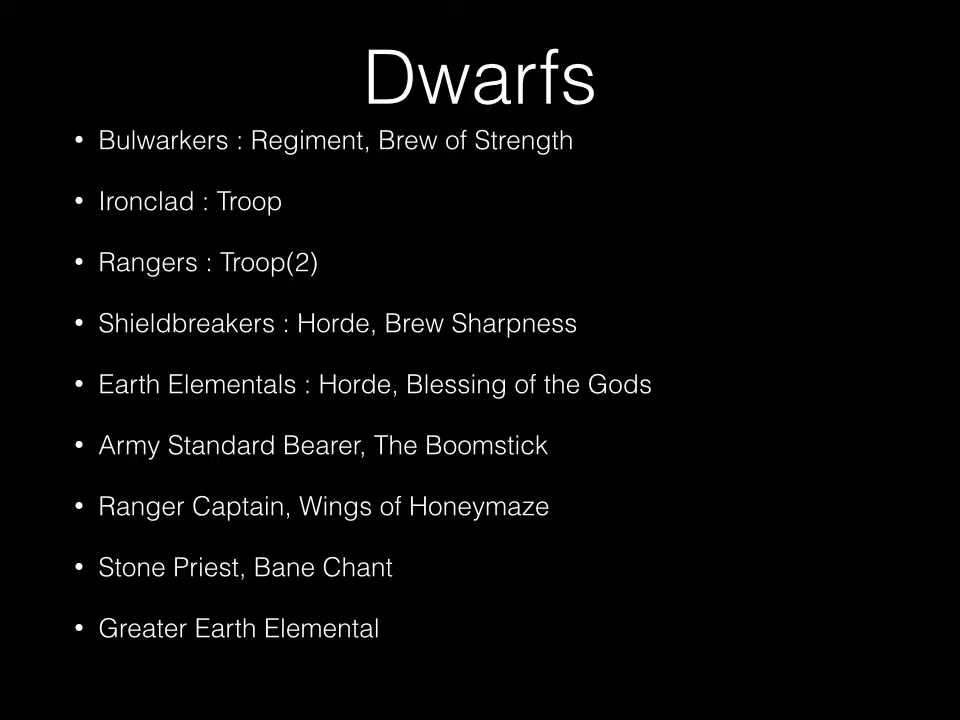 Dwarfs
• Bulwarkers : Regiment, Brew of Strength
• Ironclad : Troop
• Rangers : Troop(2)
• Shieldbreakers : Horde, Brew Sharpness
• Earth Elementals : Horde, Blessing of the Gods
• Army Standard Bearer, The Boomstick
• Ranger Captain, Wings of Honeymaze
• Stone Priest, Bane Chant
• Greater Earth Elemental